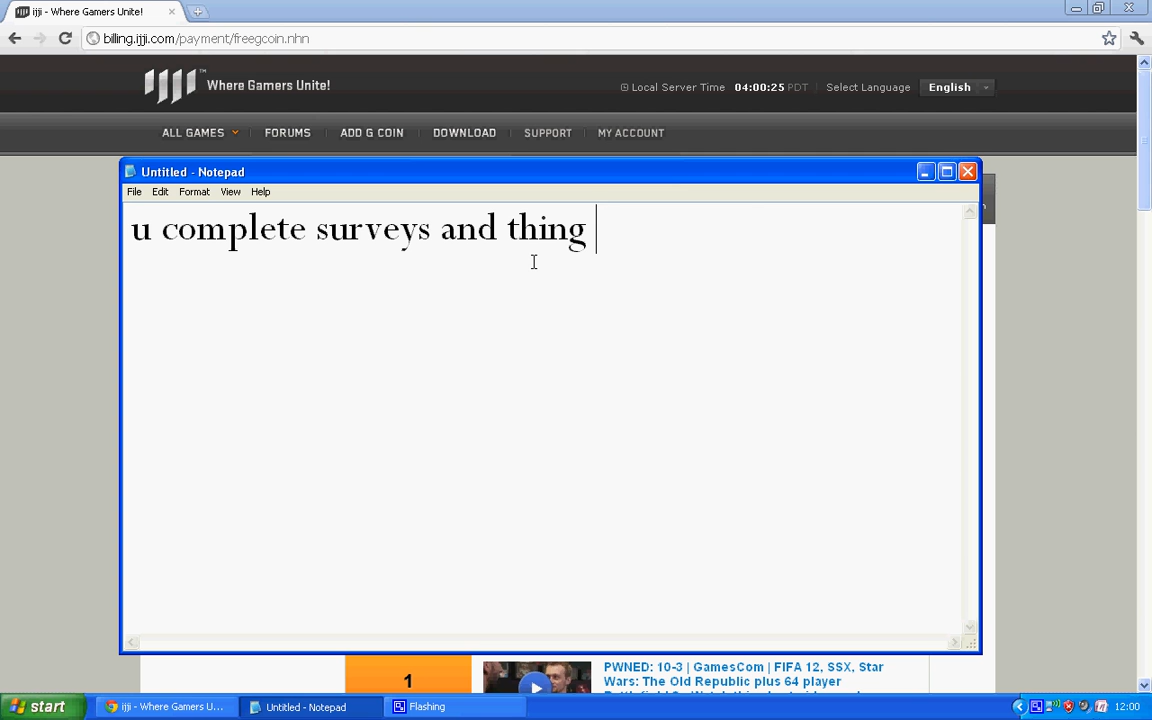 ijji - Where Gamers Unite!
billing.ijji.com/payment/freegcoin.nhn
Where Gamers Unite!
Local Server Time 04:00:25 PDT Select Language English
ALL GAMES FORUMS ADD G COIN DOWNLOAD SUPPORT MY ACCOUNT
Untitled - Notepad
File Edit Format View Help
u complete surveys and thing
1
PWNED: 10-3 | GamesCom | FIFA 12, SSX, Star
Wars: The Old Republic plus 64 player
start ijji - Where Gamers U... Untitled - Notepad Flashing 12:00